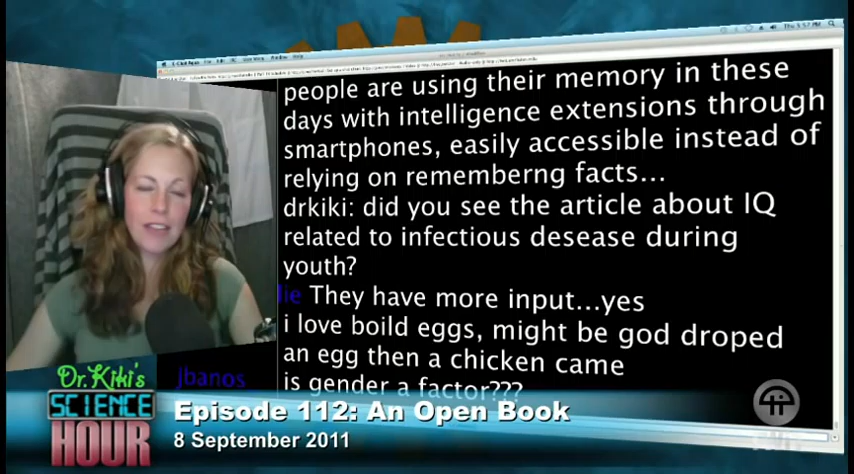 people are using their memory in these
days with intelligence extensions through
smartphones, easily accessible instead of
relying on rememberng facts...
drkiki: did you see the article about IQ
related to infectious desease during
youth?
lie They have more input...yes
i love boild eggs, might be god droped
an egg then a chicken came
is gender a factor???
Jbanos
Dr. Kiki's
SCIENCE
HOUR
Episode 112: An Open Book
8 September 2011